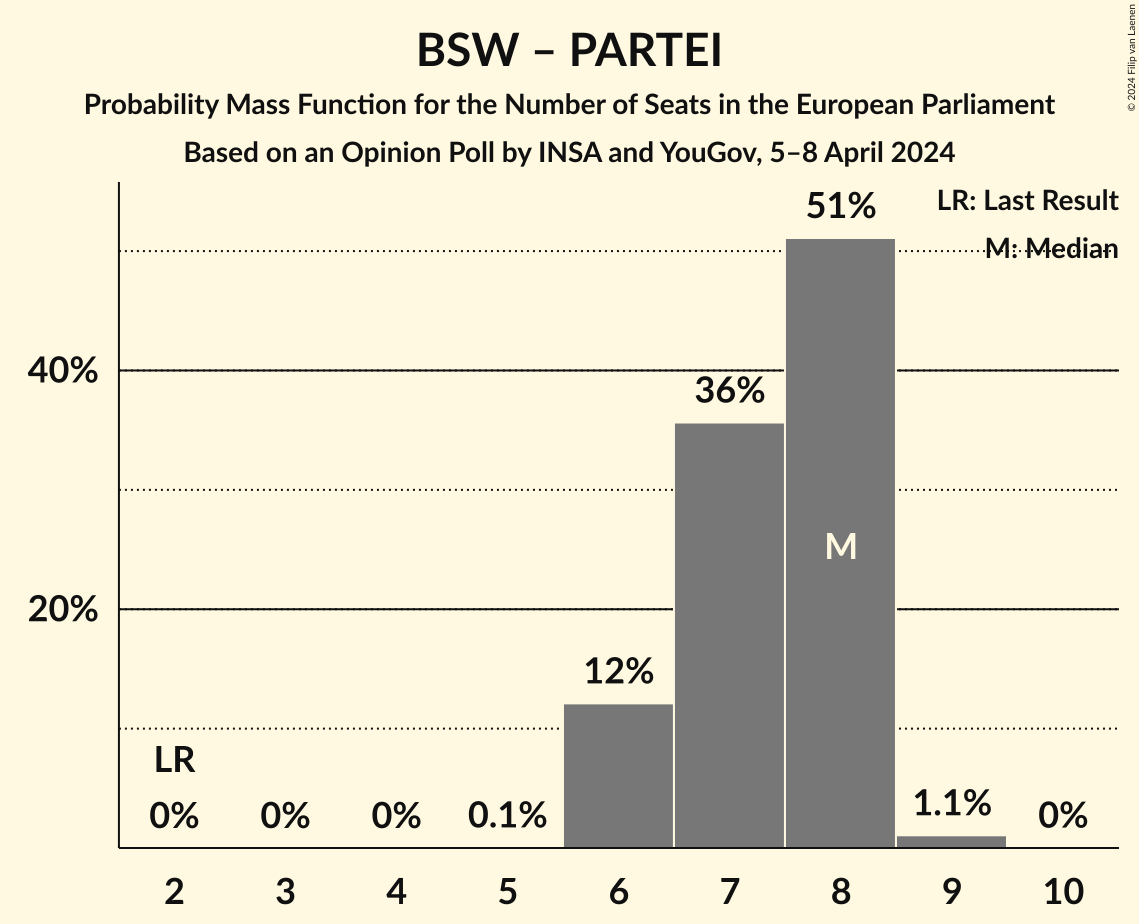 BSW – PARTEI
Probability Mass Function for the Number of Seats in the European Parliament
Based on an Opinion Poll by INSA and YouGov, 5–8 April 2024
© 2024 Filip van Laenen
LR: Last Result
M: Median
51%
40%
36%
M
20%
12%
LR
0%
0%
0%
0.1%
1.1%
0%
2
3
4
5
6
7
8
9
10